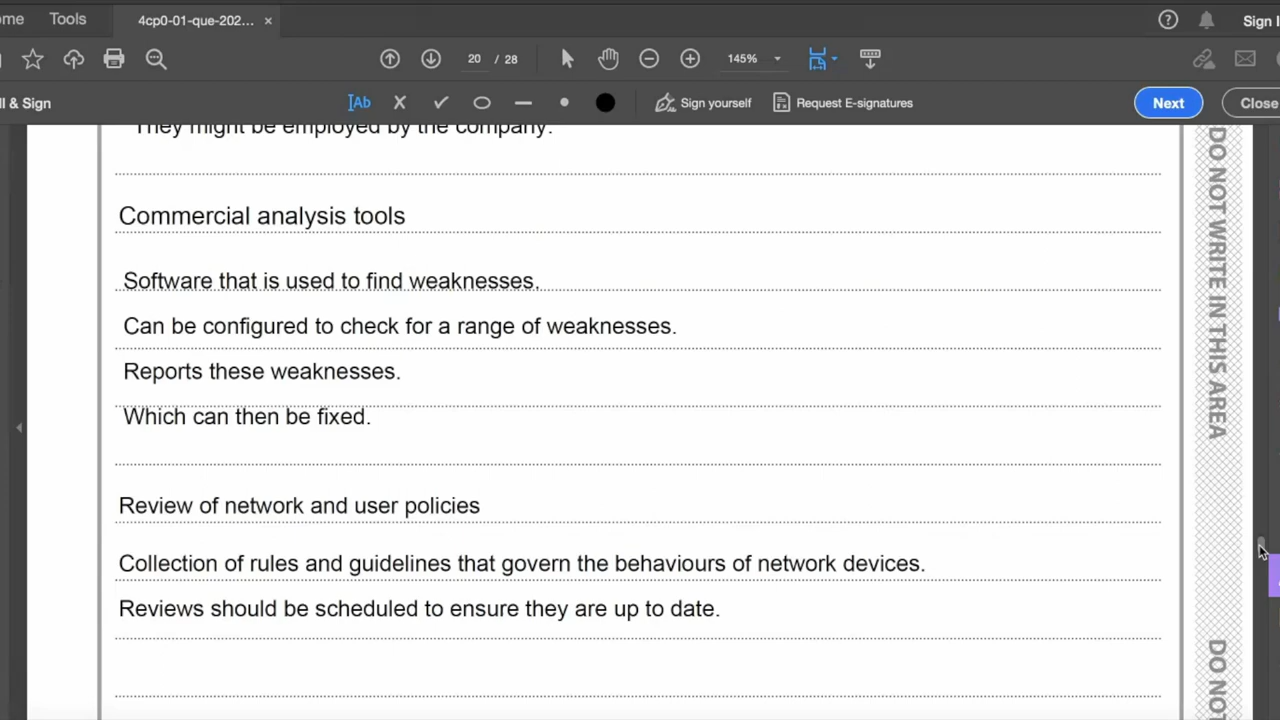 ome Tools 4cp0-01-que-202... × Sign I
20 / 28 145%
ll & Sign Ab Sign yourself Request E-signatures Next Close
They might be employed by the company.
Commercial analysis tools
Software that is used to find weaknesses.
Can be configured to check for a range of weaknesses.
Reports these weaknesses.
Which can then be fixed.
Review of network and user policies
Collection of rules and guidelines that govern the behaviours of network devices.
Reviews should be scheduled to ensure they are up to date.
DO NOT WRITE IN THIS AREA
DO NOT